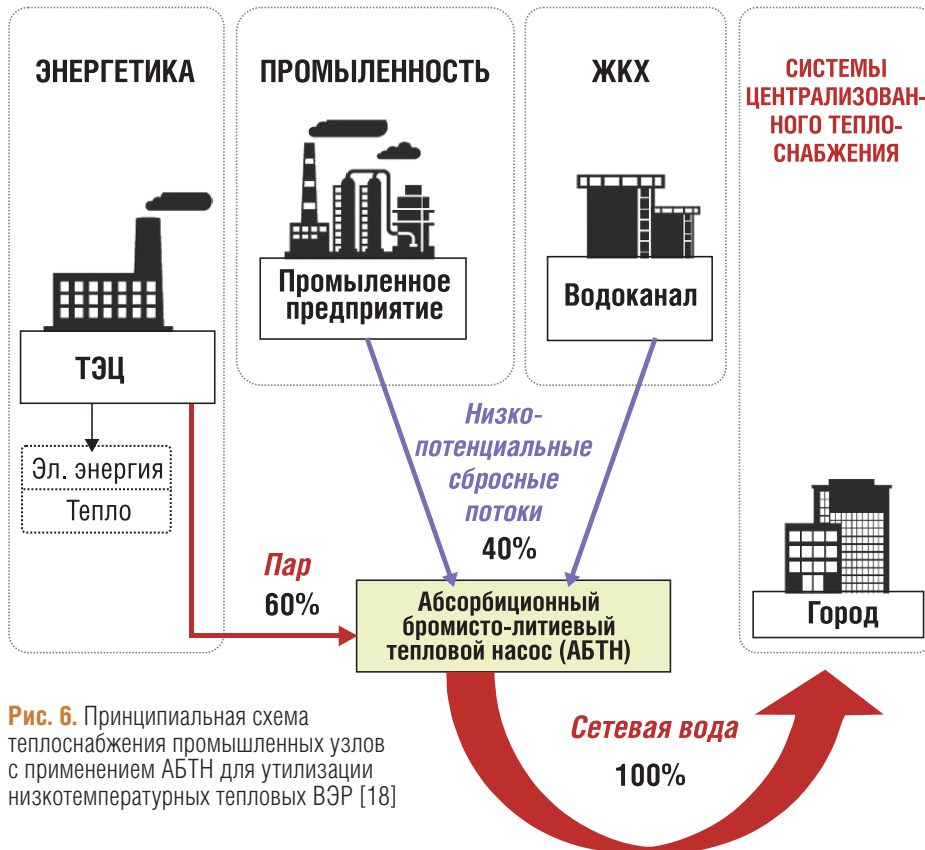 ЭНЕРГЕТИКА
ПРОМЫЛЕННОСТЬ
ЖКХ
СИСТЕМЫ
ЦЕНТРАЛИЗОВАН-
НОГО ТЕПЛО-
СНАБЖЕНИЯ
Промыленное
предприятие
Водоканал
ТЭЦ
Эл. энергия
Тепло
Низко-
потенциальные
сбросные
потоки
40%
Пар
60%
Абсорбиционный
бромисто-литиевый
тепловой насос (АБТН)
Город
Сетевая вода
100%
Рис. 6. Принципиальная схема
теплоснабжения промышленных узлов
с применением АБТН для утилизации
низкотемпературных тепловых ВЭР [18]